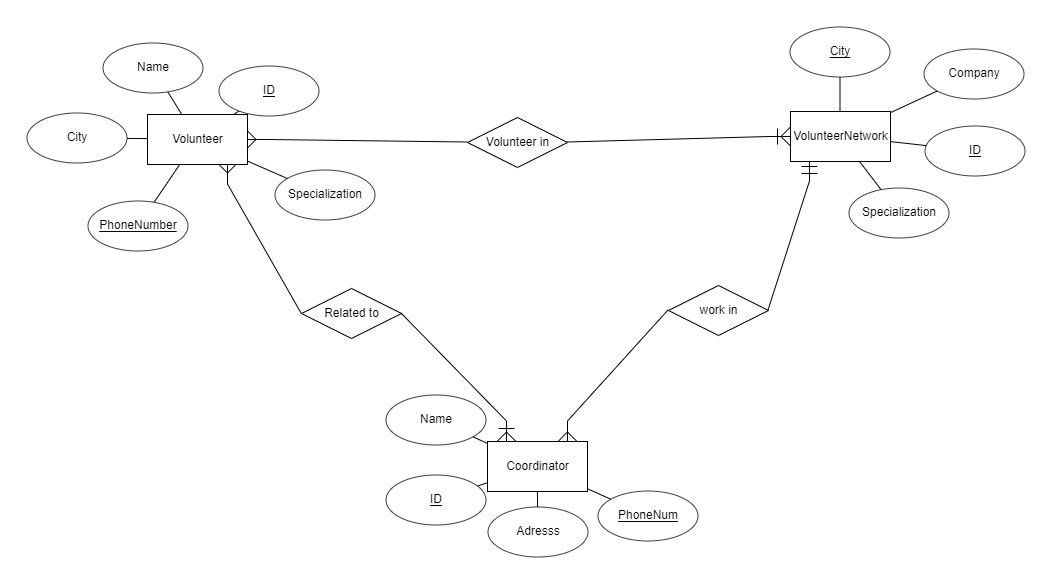 City
Name
Company
ID
Volunteer
VolunteerNetwork
City
Volunteer in
ID
Specialization
Specialization
PhoneNumber
Related to
work in
Name
Coordinator
ID
PhoneNum
Adresss